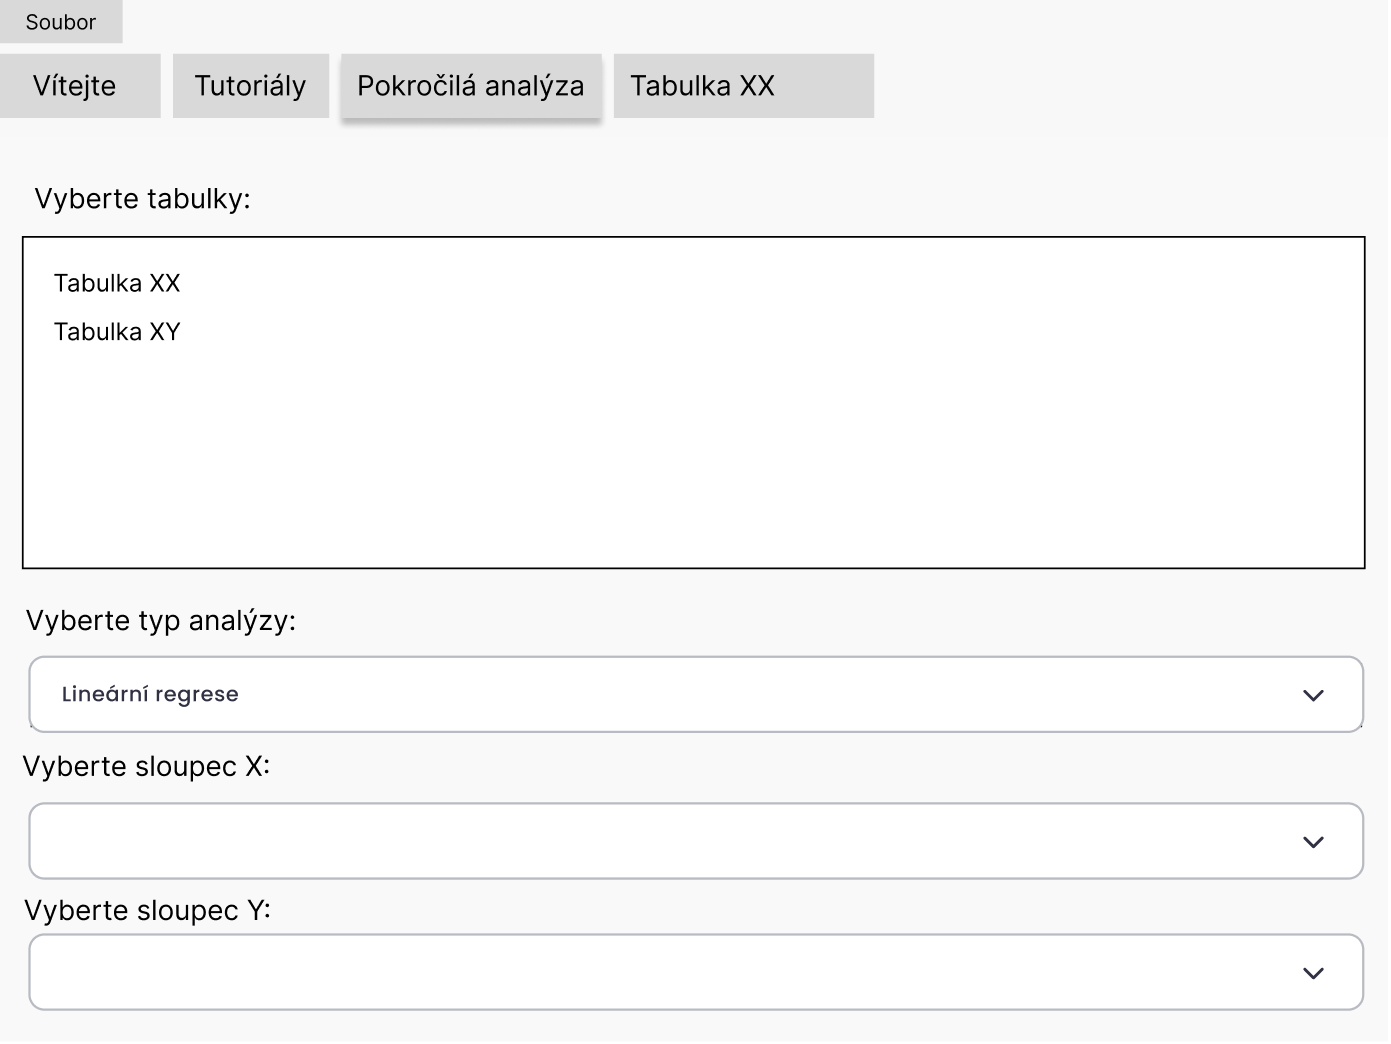 Soubor
Vítejte Tutoriály Pokročilá analýza Tabulka XX
Vyberte tabulky:
Tabulka XX
Tabulka XY
Vyberte typ analýzy:
Lineární regrese
Vyberte sloupec X:
Vyberte sloupec Y: